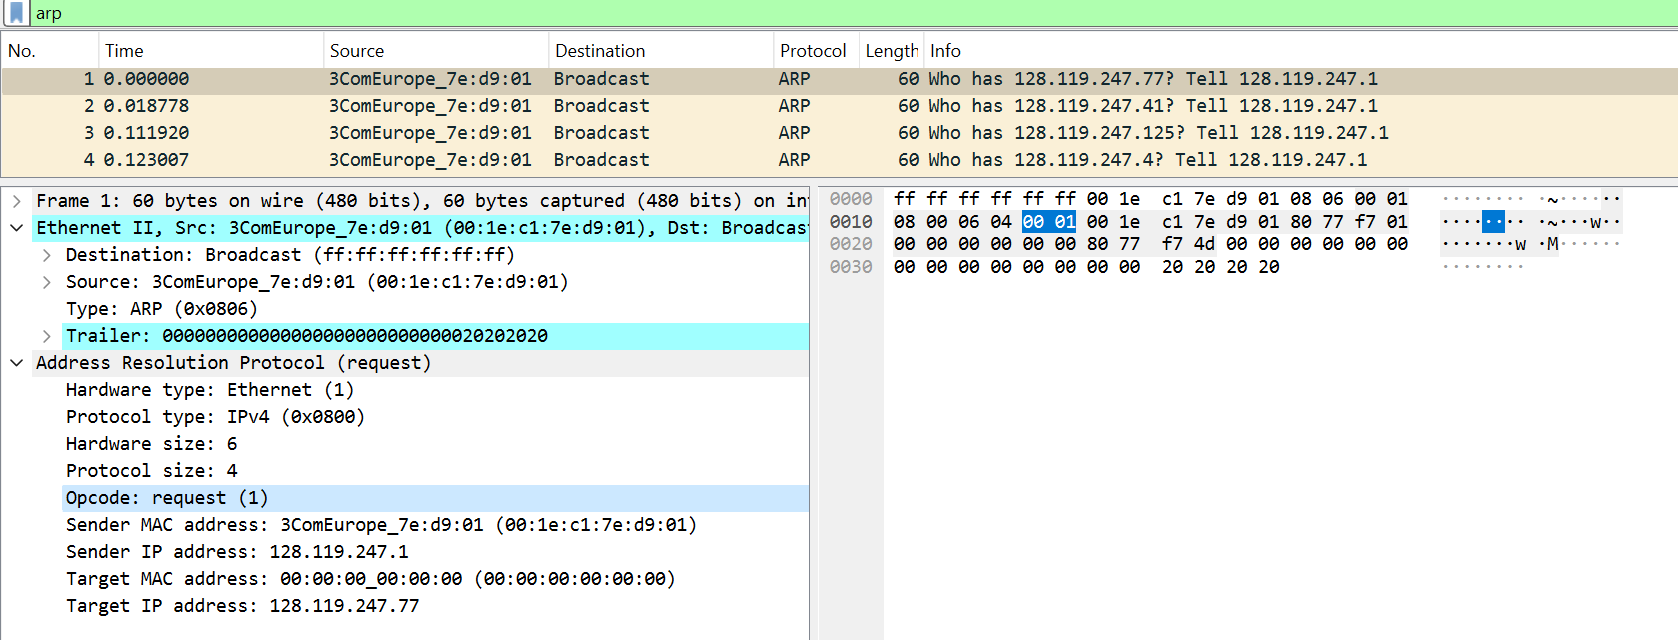 arp
No. Time Source Destination Protocol Length Info
1 0.000000 3ComEurope_7e:d9:01 Broadcast ARP 60 Who has 128.119.247.77? Tell 128.119.247.1
2 0.018778 3ComEurope_7e:d9:01 Broadcast ARP 60 Who has 128.119.247.41? Tell 128.119.247.1
3 0.111920 3ComEurope_7e:d9:01 Broadcast ARP 60 Who has 128.119.247.125? Tell 128.119.247.1
4 0.123007 3ComEurope_7e:d9:01 Broadcast ARP 60 Who has 128.119.247.4? Tell 128.119.247.1
Frame 1: 60 bytes on wire (480 bits), 60 bytes captured (480 bits) on in
Ethernet II, Src: 3ComEurope_7e:d9:01 (00:1e:c1:7e:d9:01), Dst: Broadcas
Destination: Broadcast (ff:ff:ff:ff:ff:ff)
Source: 3ComEurope_7e:d9:01 (00:1e:c1:7e:d9:01)
Type: ARP (0x0806)
Trailer: 000000000000000000000000000020202020
Address Resolution Protocol (request)
Hardware type: Ethernet (1)
Protocol type: IPv4 (0x0800)
Hardware size: 6
Protocol size: 4
Opcode: request (1)
Sender MAC address: 3ComEurope_7e:d9:01 (00:1e:c1:7e:d9:01)
Sender IP address: 128.119.247.1
Target MAC address: 00:00:00_00:00:00 (00:00:00:00:00:00)
Target IP address: 128.119.247.77
0000 ff ff ff ff ff ff 00 1e c1 7e d9 01 08 06 00 01 ········ ·~······
0010 08 00 06 04 00 01 00 1e c1 7e d9 01 80 77 f7 01 ········ ·~···w··
0020 00 00 00 00 00 00 80 77 f7 4d 00 00 00 00 00 00 ·······w ·M······
0030 00 00 00 00 00 00 00 00 20 20 20 20 ········